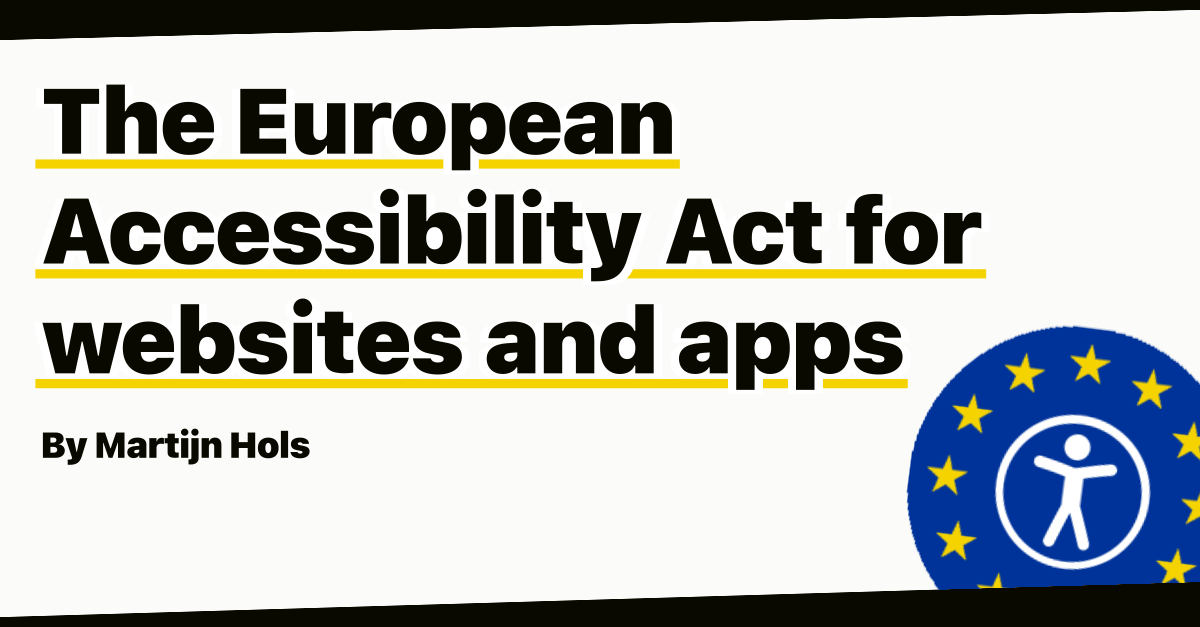 The European
Accessibility Act for
websites and apps
By Martijn Hols